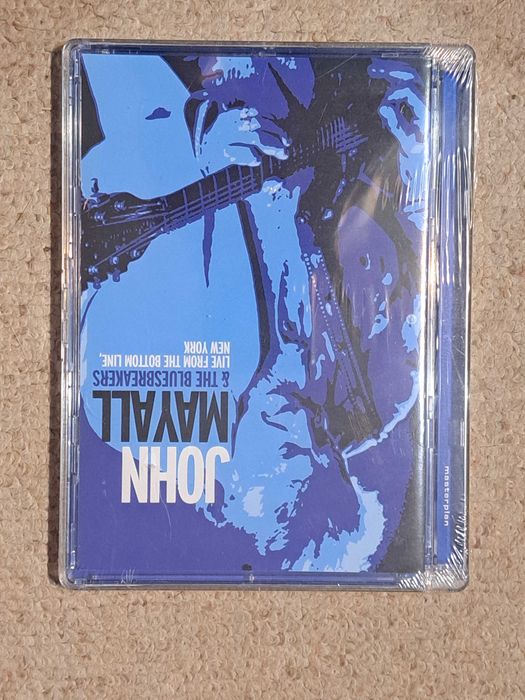 JOHN
MAYALL
& THE BLUESBREAKERS
LIVE FROM THE BOTTOM LINE,
NEW YORK
masterplan